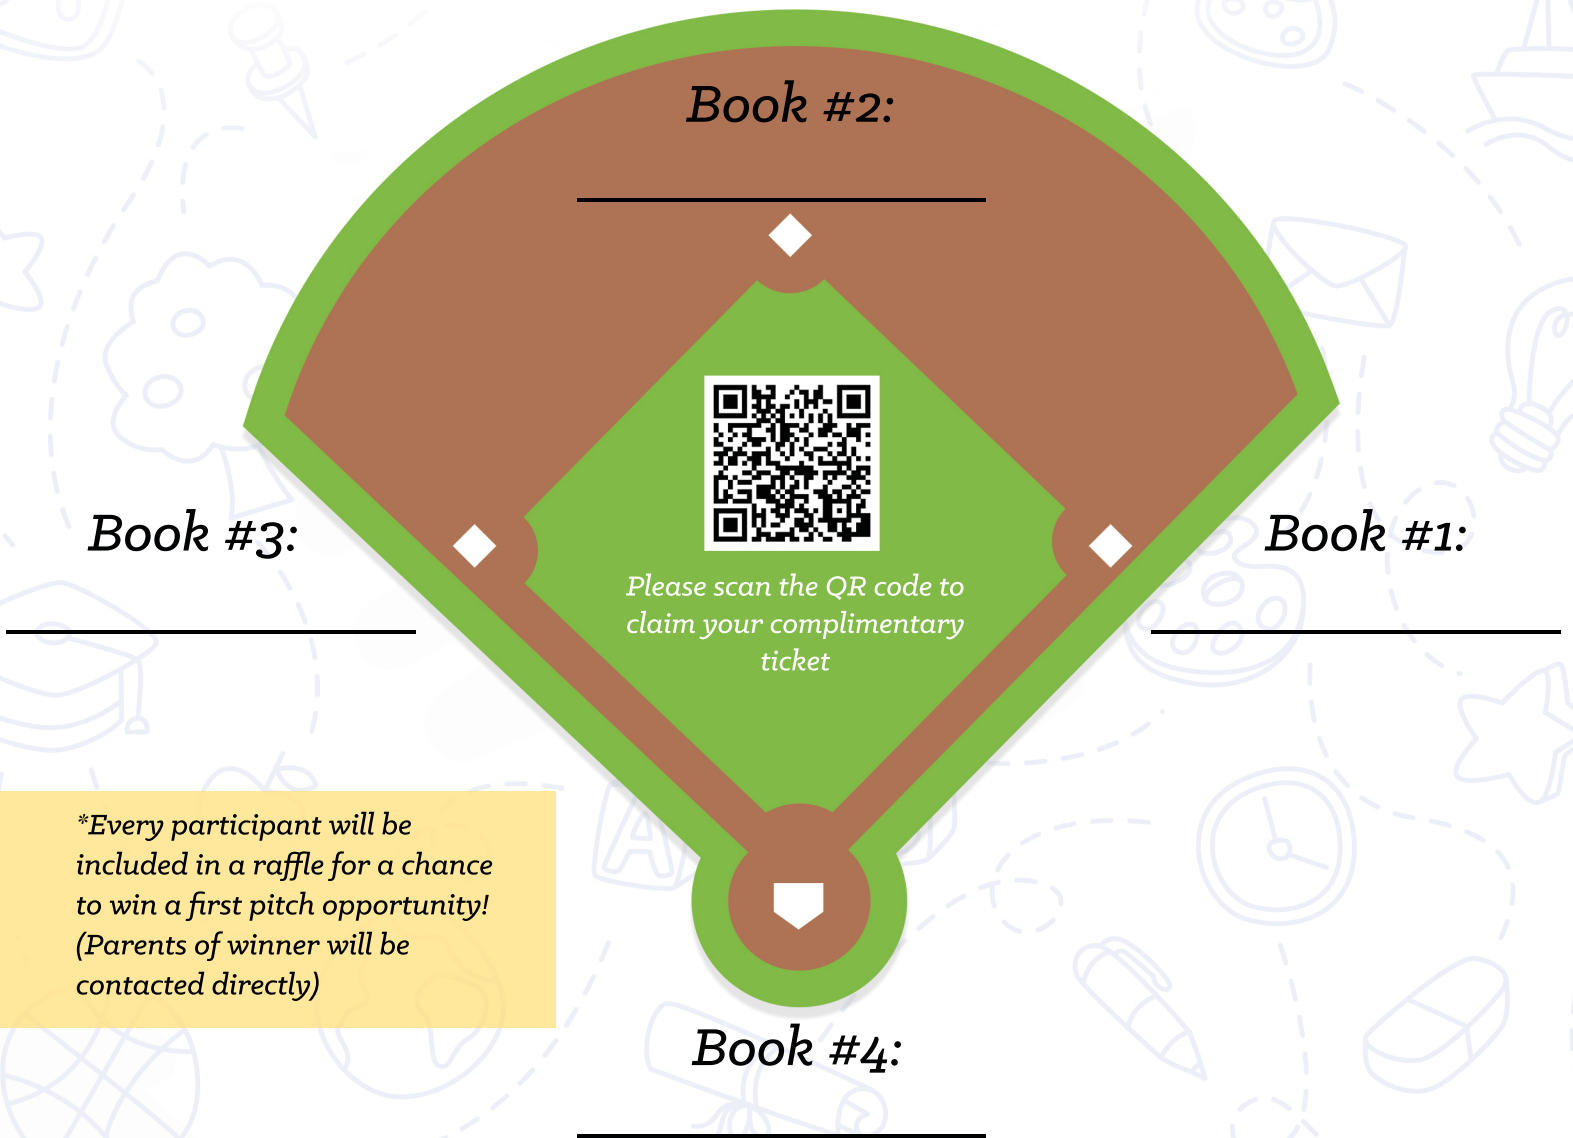 Book #2:
Book #3:
Book #1:
Please scan the QR code to
claim your complimentary
ticket
*Every participant will be
included in a raffle for a chance
to win a first pitch opportunity!
(Parents of winner will be
contacted directly)
A
Book #4: